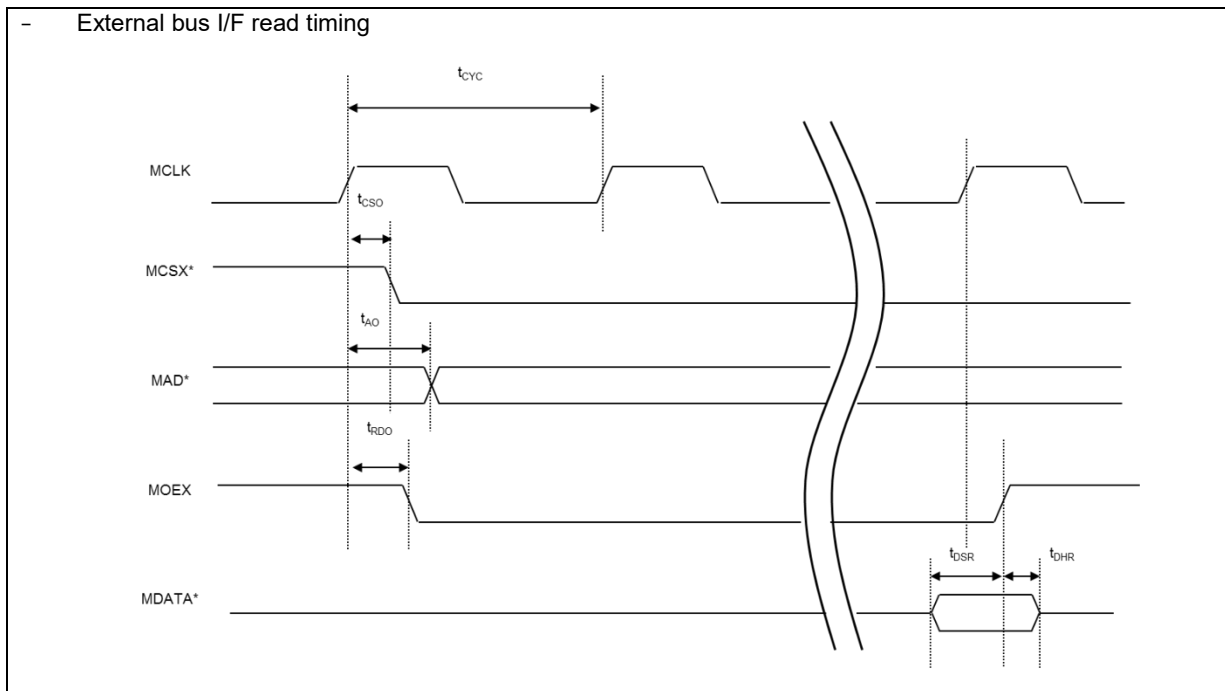 – External bus I/F read timing
tCYC
MCLK
tCSO
MCSX*
tAO
MAD*
tRDO
MOEX
tDSR tDHR
MDATA*